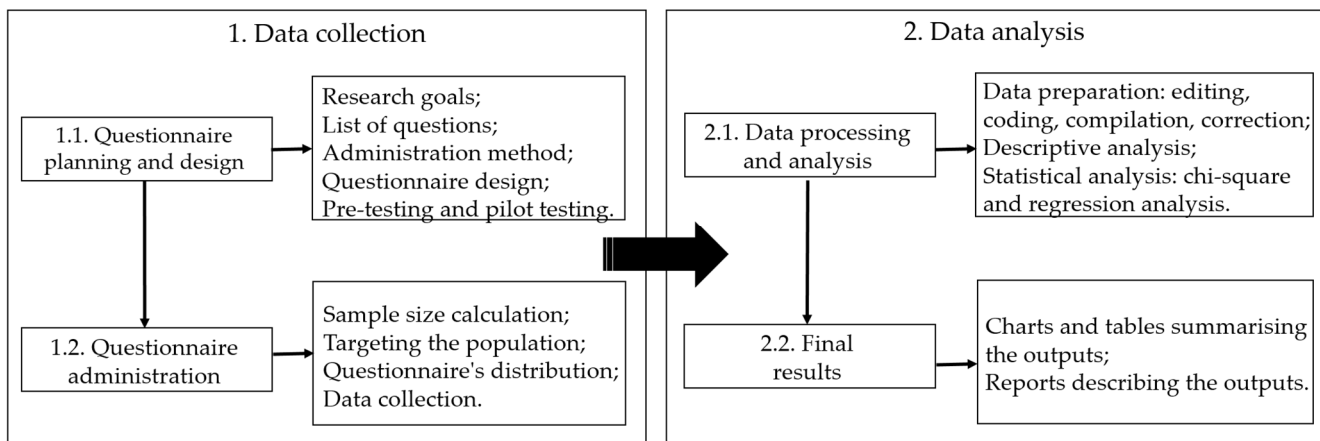 1. Data collection
1.1. Questionnaire
planning and design
Research goals;
List of questions;
Administration method;
Questionnaire design;
Pre-testing and pilot testing.
1.2. Questionnaire
administration
Sample size calculation;
Targeting the population;
Questionnaire's distribution;
Data collection.
2. Data analysis
2.1. Data processing
and analysis
Data preparation: editing,
coding, compilation, correction;
Descriptive analysis;
Statistical analysis: chi-square
and regression analysis.
2.2. Final
results
Charts and tables summarising
the outputs;
Reports describing the outputs.